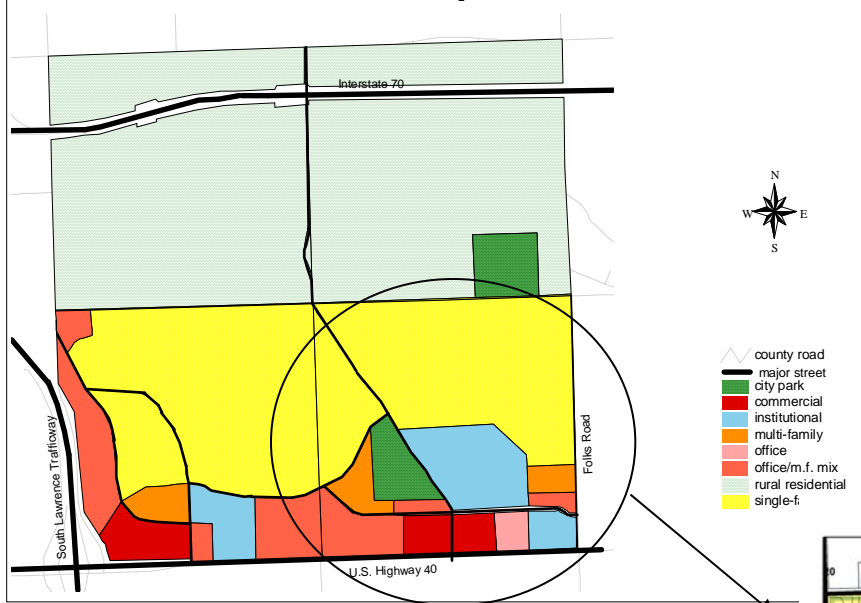 Interstate 70
N
W E
S
county road
major street
city park
commercial
institutional
multi-family
office
office/m.f. mix
rural residential
single-fa
Folks Road
South Lawrence Trafficway
U.S. Highway 40